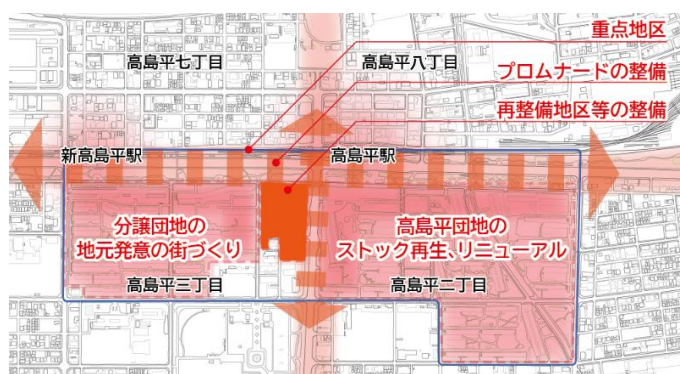 重点地区
高島平七丁目
高島平八丁目
プロムナードの整備
再整備地区等の整備
新高島平駅
高島平駅
分譲団地の
地元発意の街づくり
高島平団地の
ストック再生、リニューアル
高島平三丁目
高島平二丁目